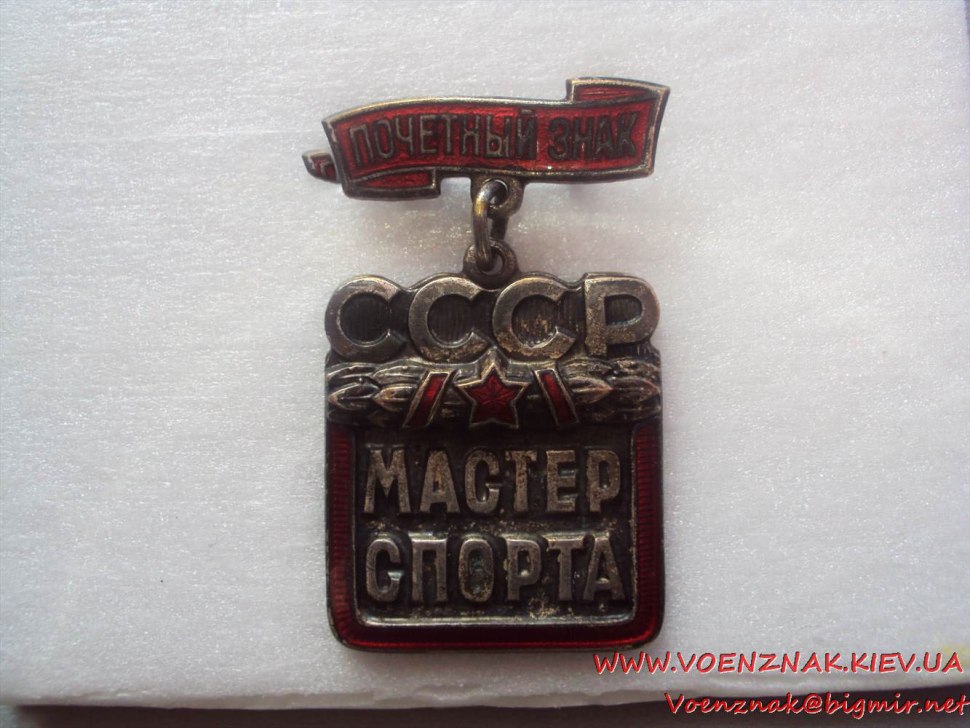 ПОЧЕТНЫЙ ЗНАК
СССР
МАСТЕР
СПОРТА
WWW.VOENZNAK.KIEV.UA
Voenznak@bigmir.net